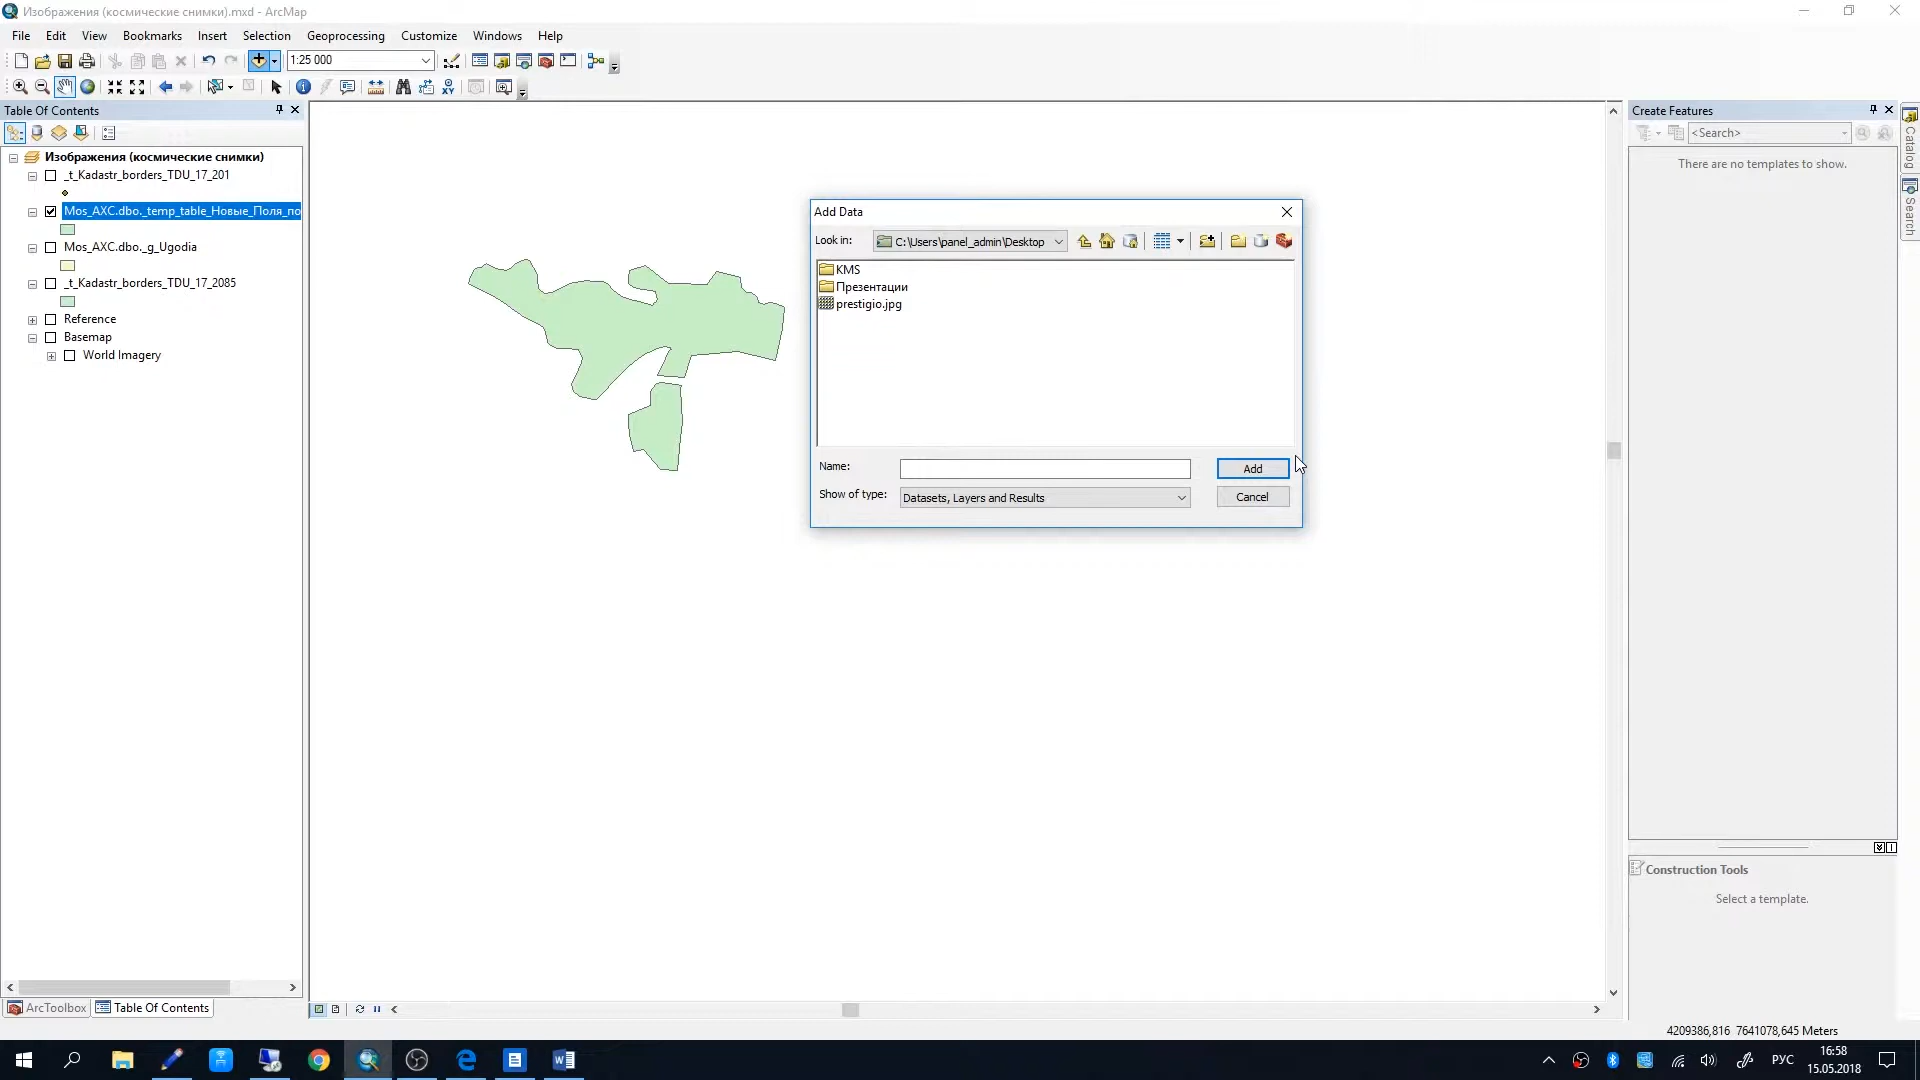 Изображения (космические снимки).mxd - ArcMap
File Edit View Bookmarks Insert Selection Geoprocessing Customize Windows Help
1:25 000
Table Of Contents
Изображения (космические снимки)
_t_Kadastr_borders_TDU_17_201
Mos_AXC.dbo._temp_table_Новые_Поля_по
Mos_AXC.dbo._g_Ugodia
_t_Kadastr_borders_TDU_17_2085
Reference
Basemap
World Imagery
ArcToolbox Table Of Contents
Add Data
Look in: C:\Users\panel_admin\Desktop
KMS
Презентации
prestigio.jpg
Name: Add
Show of type: Datasets, Layers and Results Cancel
Create Features
<Search>
There are no templates to show.
Construction Tools
Select a template.
Catalog
Search
4209386,816 7641078,645 Meters
РУС
16:58
15.05.2018